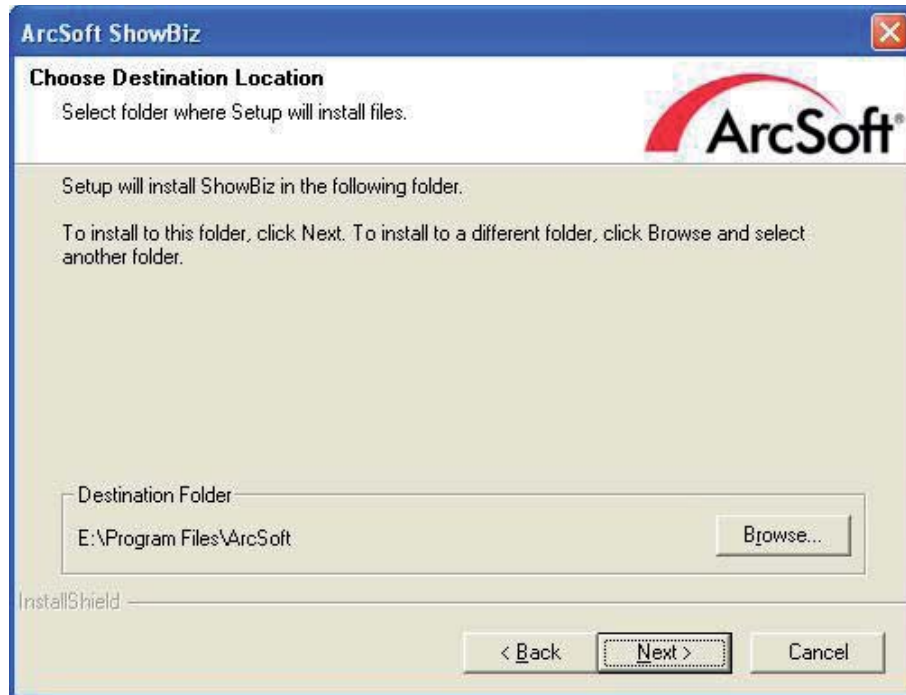 ArcSoft ShowBiz
Choose Destination Location
Select folder where Setup will install files.
ArcSoft®
Setup will install ShowBiz in the following folder.
To install to this folder, click Next. To install to a different folder, click Browse and select
another folder.
Destination Folder
E:\Program Files\ArcSoft
Browse...
InstallShield
< Back
Next >
Cancel